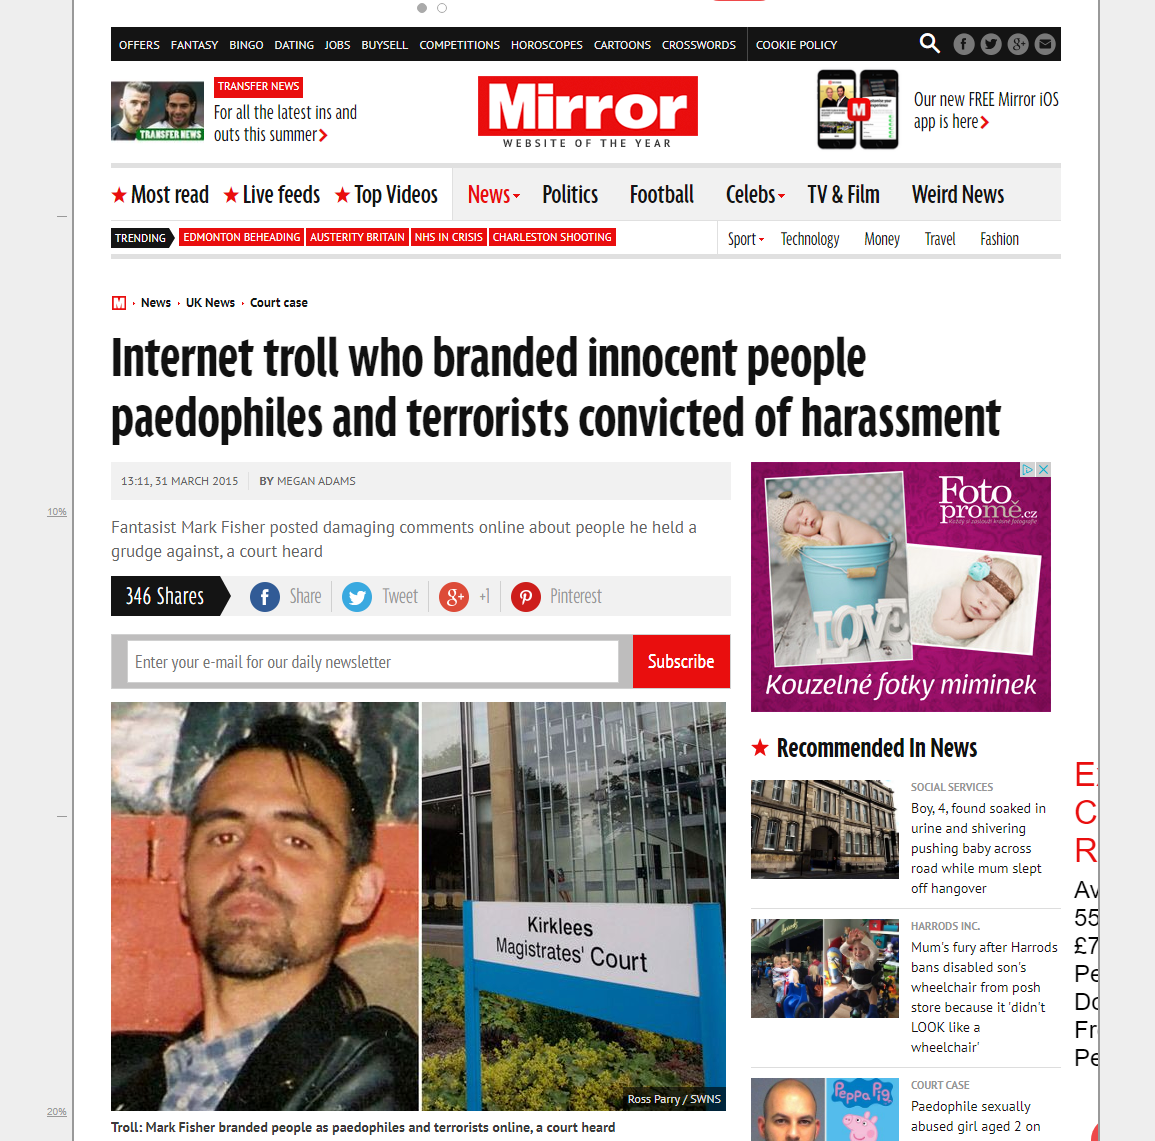 OFFERS FANTASY BINGO DATING JOBS BUYSELL COMPETITIONS HOROSCOPES CARTOONS CROSSWORDS COOKIE POLICY
TRANSFER NEWS
For all the latest ins and
outs this summer
TRANSFER NEWS
Mirror
WEBSITE OF THE YEAR
M
Our new FREE Mirror iOS
app is here
Most read Live feeds Top Videos News Politics Football Celebs TV & Film Weird News
TRENDING EDMONTON BEHEADING AUSTERITY BRITAIN NHS IN CRISIS CHARLESTON SHOOTING
Sport Technology Money Travel Fashion
M News UK News Court case
Internet troll who branded innocent people
paedophiles and terrorists convicted of harassment
13:11, 31 MARCH 2015 BY MEGAN ADAMS
Fantasist Mark Fisher posted damaging comments online about people he held a
grudge against, a court heard
346 Shares Share Tweet +1 Pinterest
Enter your e-mail for our daily newsletter Subscribe
Kirklees
Magistrates' Court
Ross Parry / SWNS
Troll: Mark Fisher branded people as paedophiles and terrorists online, a court heard
10%
20%
Foto
promě.cz
LOVE
Kouzelné fotky miminek
Recommended In News
SOCIAL SERVICES
Boy, 4, found soaked in
urine and shivering
pushing baby across
road while mum slept
off hangover
HARRODS INC.
Mum's fury after Harrods
bans disabled son's
wheelchair from posh
store because it 'didn't
LOOK like a
wheelchair'
Peppa Pig
COURT CASE
Paedophile sexually
abused girl aged 2 on
55
£7